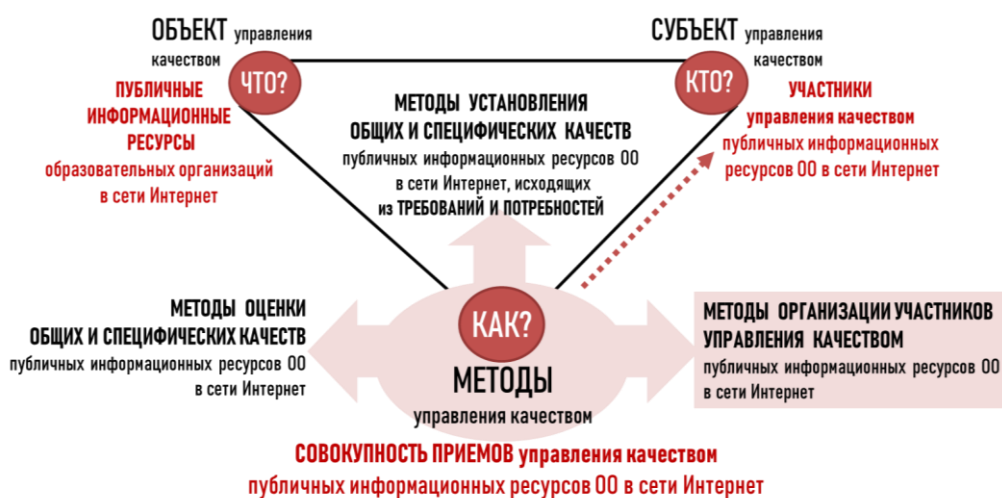 ОБЪЕКТ управления
качеством
ЧТО?
ПУБЛИЧНЫЕ
ИНФОРМАЦИОННЫЕ
РЕСУРСЫ
образовательных организаций
в сети Интернет
СУБЪЕКТ управления
качеством
КТО?
УЧАСТНИКИ
управления качеством
публичных информационных
ресурсов ОО в сети Интернет
МЕТОДЫ УСТАНОВЛЕНИЯ
ОБЩИХ И СПЕЦИФИЧЕСКИХ КАЧЕСТВ
публичных информационных ресурсов ОО
в сети Интернет, исходящих
из ТРЕБОВАНИЙ И ПОТРЕБНОСТЕЙ
МЕТОДЫ ОЦЕНКИ
ОБЩИХ И СПЕЦИФИЧЕСКИХ КАЧЕСТВ
публичных информационных ресурсов ОО
в сети Интернет
КАК?
МЕТОДЫ
управления качеством
МЕТОДЫ ОРГАНИЗАЦИИ УЧАСТНИКОВ
УПРАВЛЕНИЯ КАЧЕСТВОМ
публичных информационных ресурсов ОО
в сети Интернет
СОВОКУПНОСТЬ ПРИЕМОВ управления качеством
публичных информационных ресурсов ОО в сети Интернет